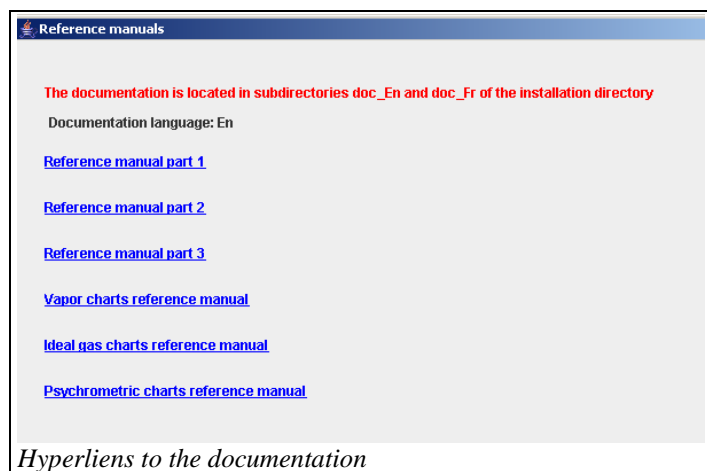 Reference manuals
The documentation is located in subdirectories doc_En and doc_Fr of the installation directory
Documentation language: En
Reference manual part 1
Reference manual part 2
Reference manual part 3
Vapor charts reference manual
Ideal gas charts reference manual
Psychrometric charts reference manual
Hyperliens to the documentation